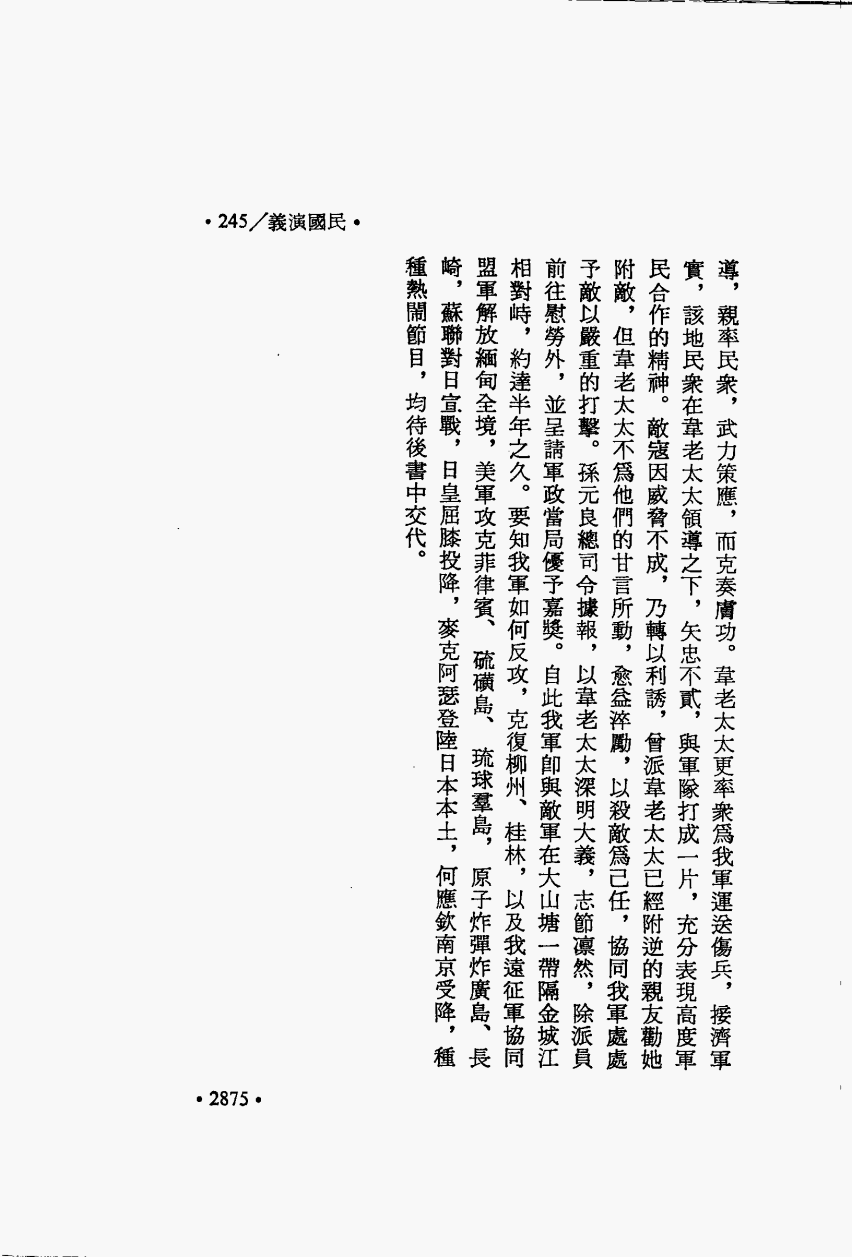 •245／義演國民•
導，親率民衆，武力策應，而克奏膚功。韋老太太更率衆爲我軍運送傷兵，接濟軍
實，該地民衆在韋老太太領導之下，矢忠不貳，與軍隊打成一片，充分表現高度軍
民合作的精神。敵寇因威脅不成，乃轉以利誘，曾派韋老太太已經附逆的親友勸她
附敵，但韋老太太不爲他們的甘言所動，愈益淬勵，以殺敵爲己任，協同我軍處處
予敵以嚴重的打擊。孫元良總司令據報，以韋老太太深明大義，志節凛然，除派員
前往慰勞外，並呈請軍政當局優予嘉獎。自此我軍卽與敵軍在大山塘一帶隔金城江
相對峙，約達半年之久。要知我軍如何反攻，克復柳州、桂林，以及我遠征軍協同
盟軍解放緬甸全境，美軍攻克菲律賓、硫磺島、琉球羣島，原子炸彈炸廣島、長
崎，蘇聯對日宣戰，日皇屈膝投降，麥克阿瑟登陸日本本土，何應欽南京受降，種
種熱鬧節目，均待後書中交代。
•2875•